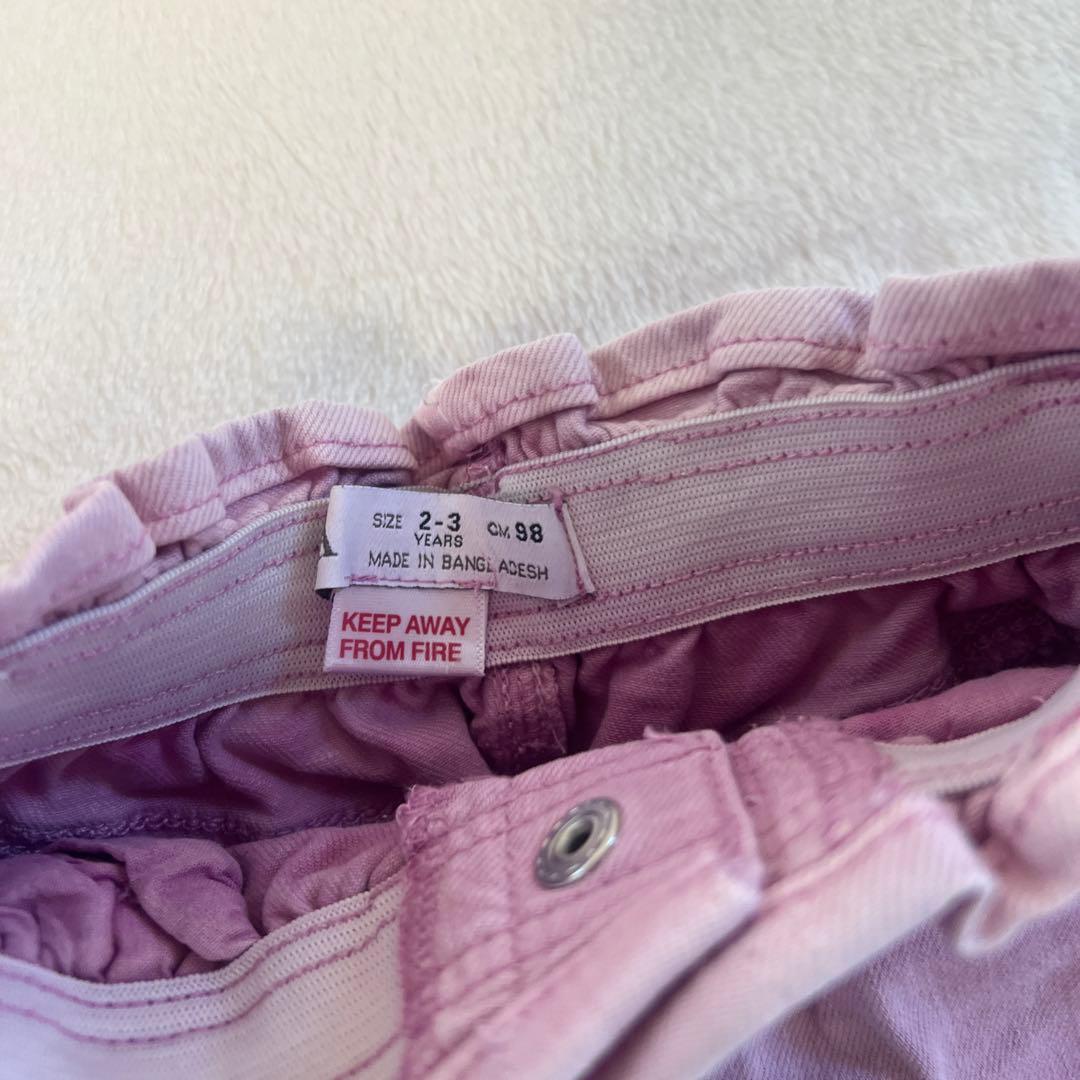 SIZE 2-3 CM. 98
YEARS
MADE IN BANGLADESH
KEEP AWAY
FROM FIRE